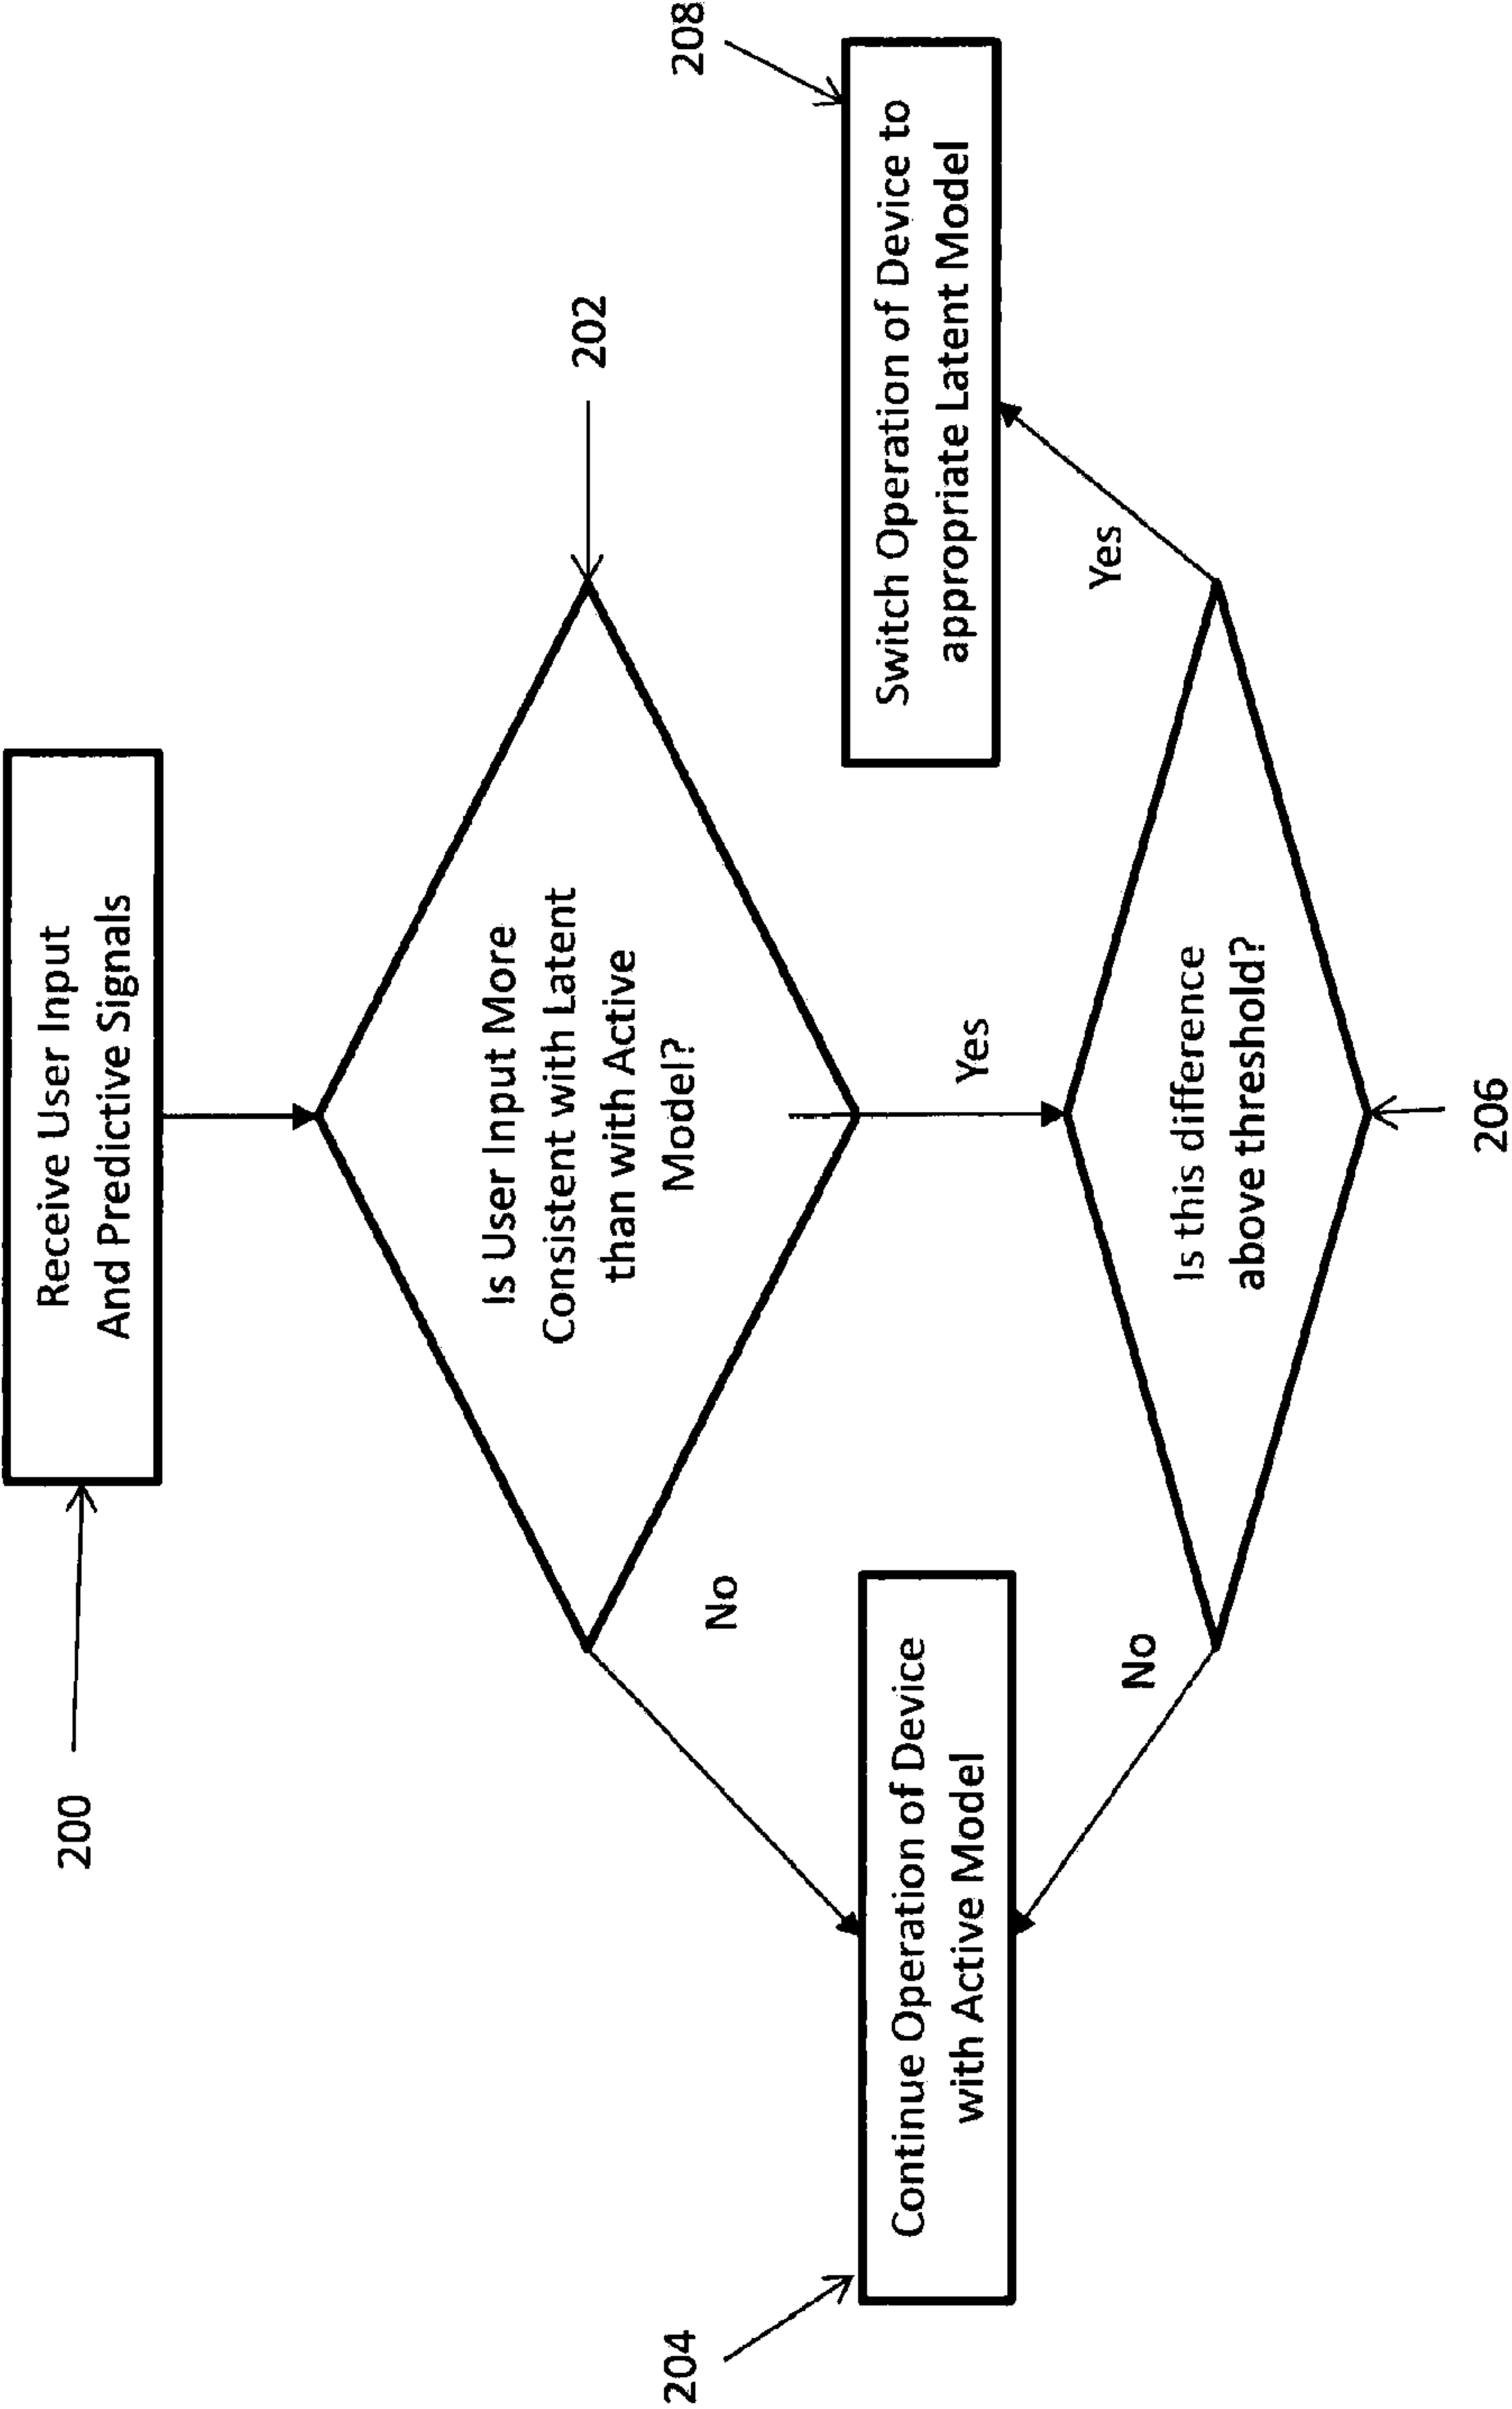 Receive User Input
And Predictive Signals
200
Is User Input More
Consistent with Latent
than with Active
Model?
202
No
Yes
204
Continue Operation of Device
with Active Model
208
Switch Operation of Device to
appropriate Latent Model
No
Yes
Is this difference
above threshold?
206